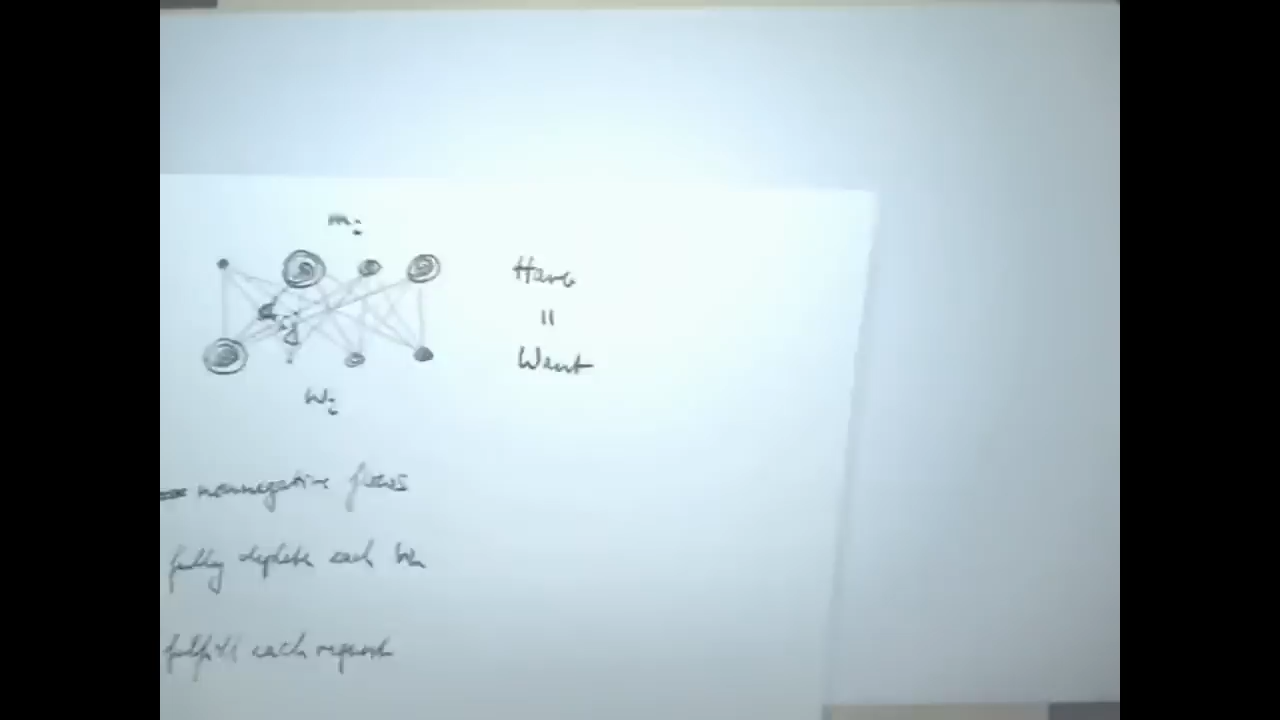 mi
Have
=
Want
wi
nonnegative flows
fully deplete each
fulfill each request